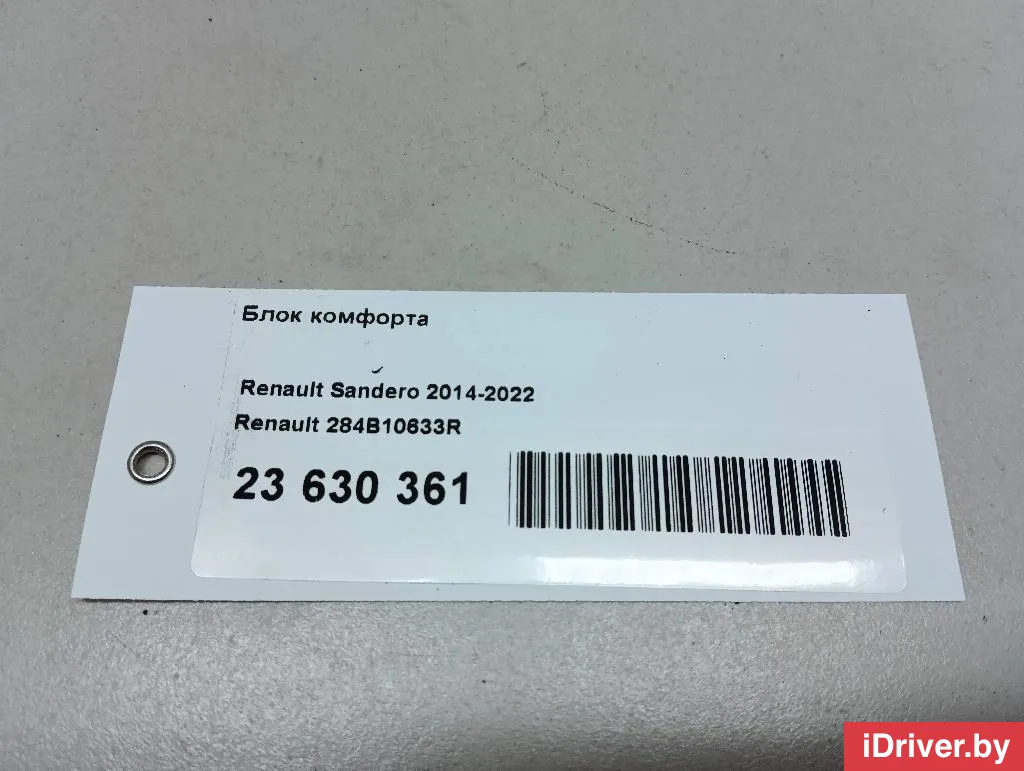 Блок комфорта
Renault Sandero 2014-2022
Renault 284B10633R
23 630 361
iDriver.by